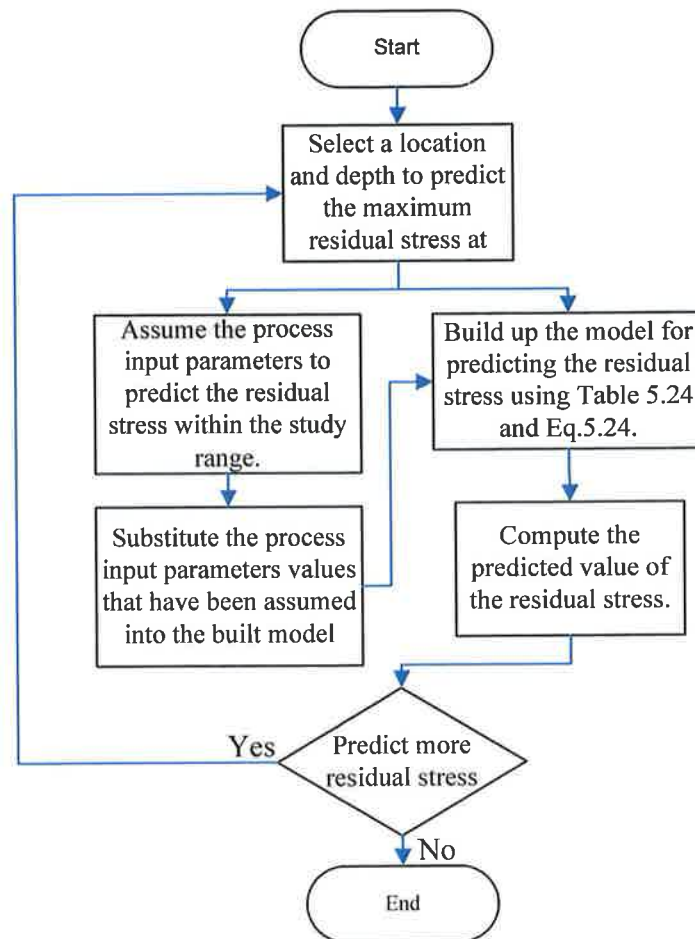 Start
Select a location
and depth to predict
the maximum
residual stress at
Assume the process
input parameters to
predict the residual
stress within the study
range.
Build up the model for
predicting the residual
stress using Table 5.24
and Eq.5.24.
Substitute the process
input parameters values
that have been assumed
into the built model
Compute the
predicted value of
the residual stress.
Yes
Predict more
residual stress
No
End